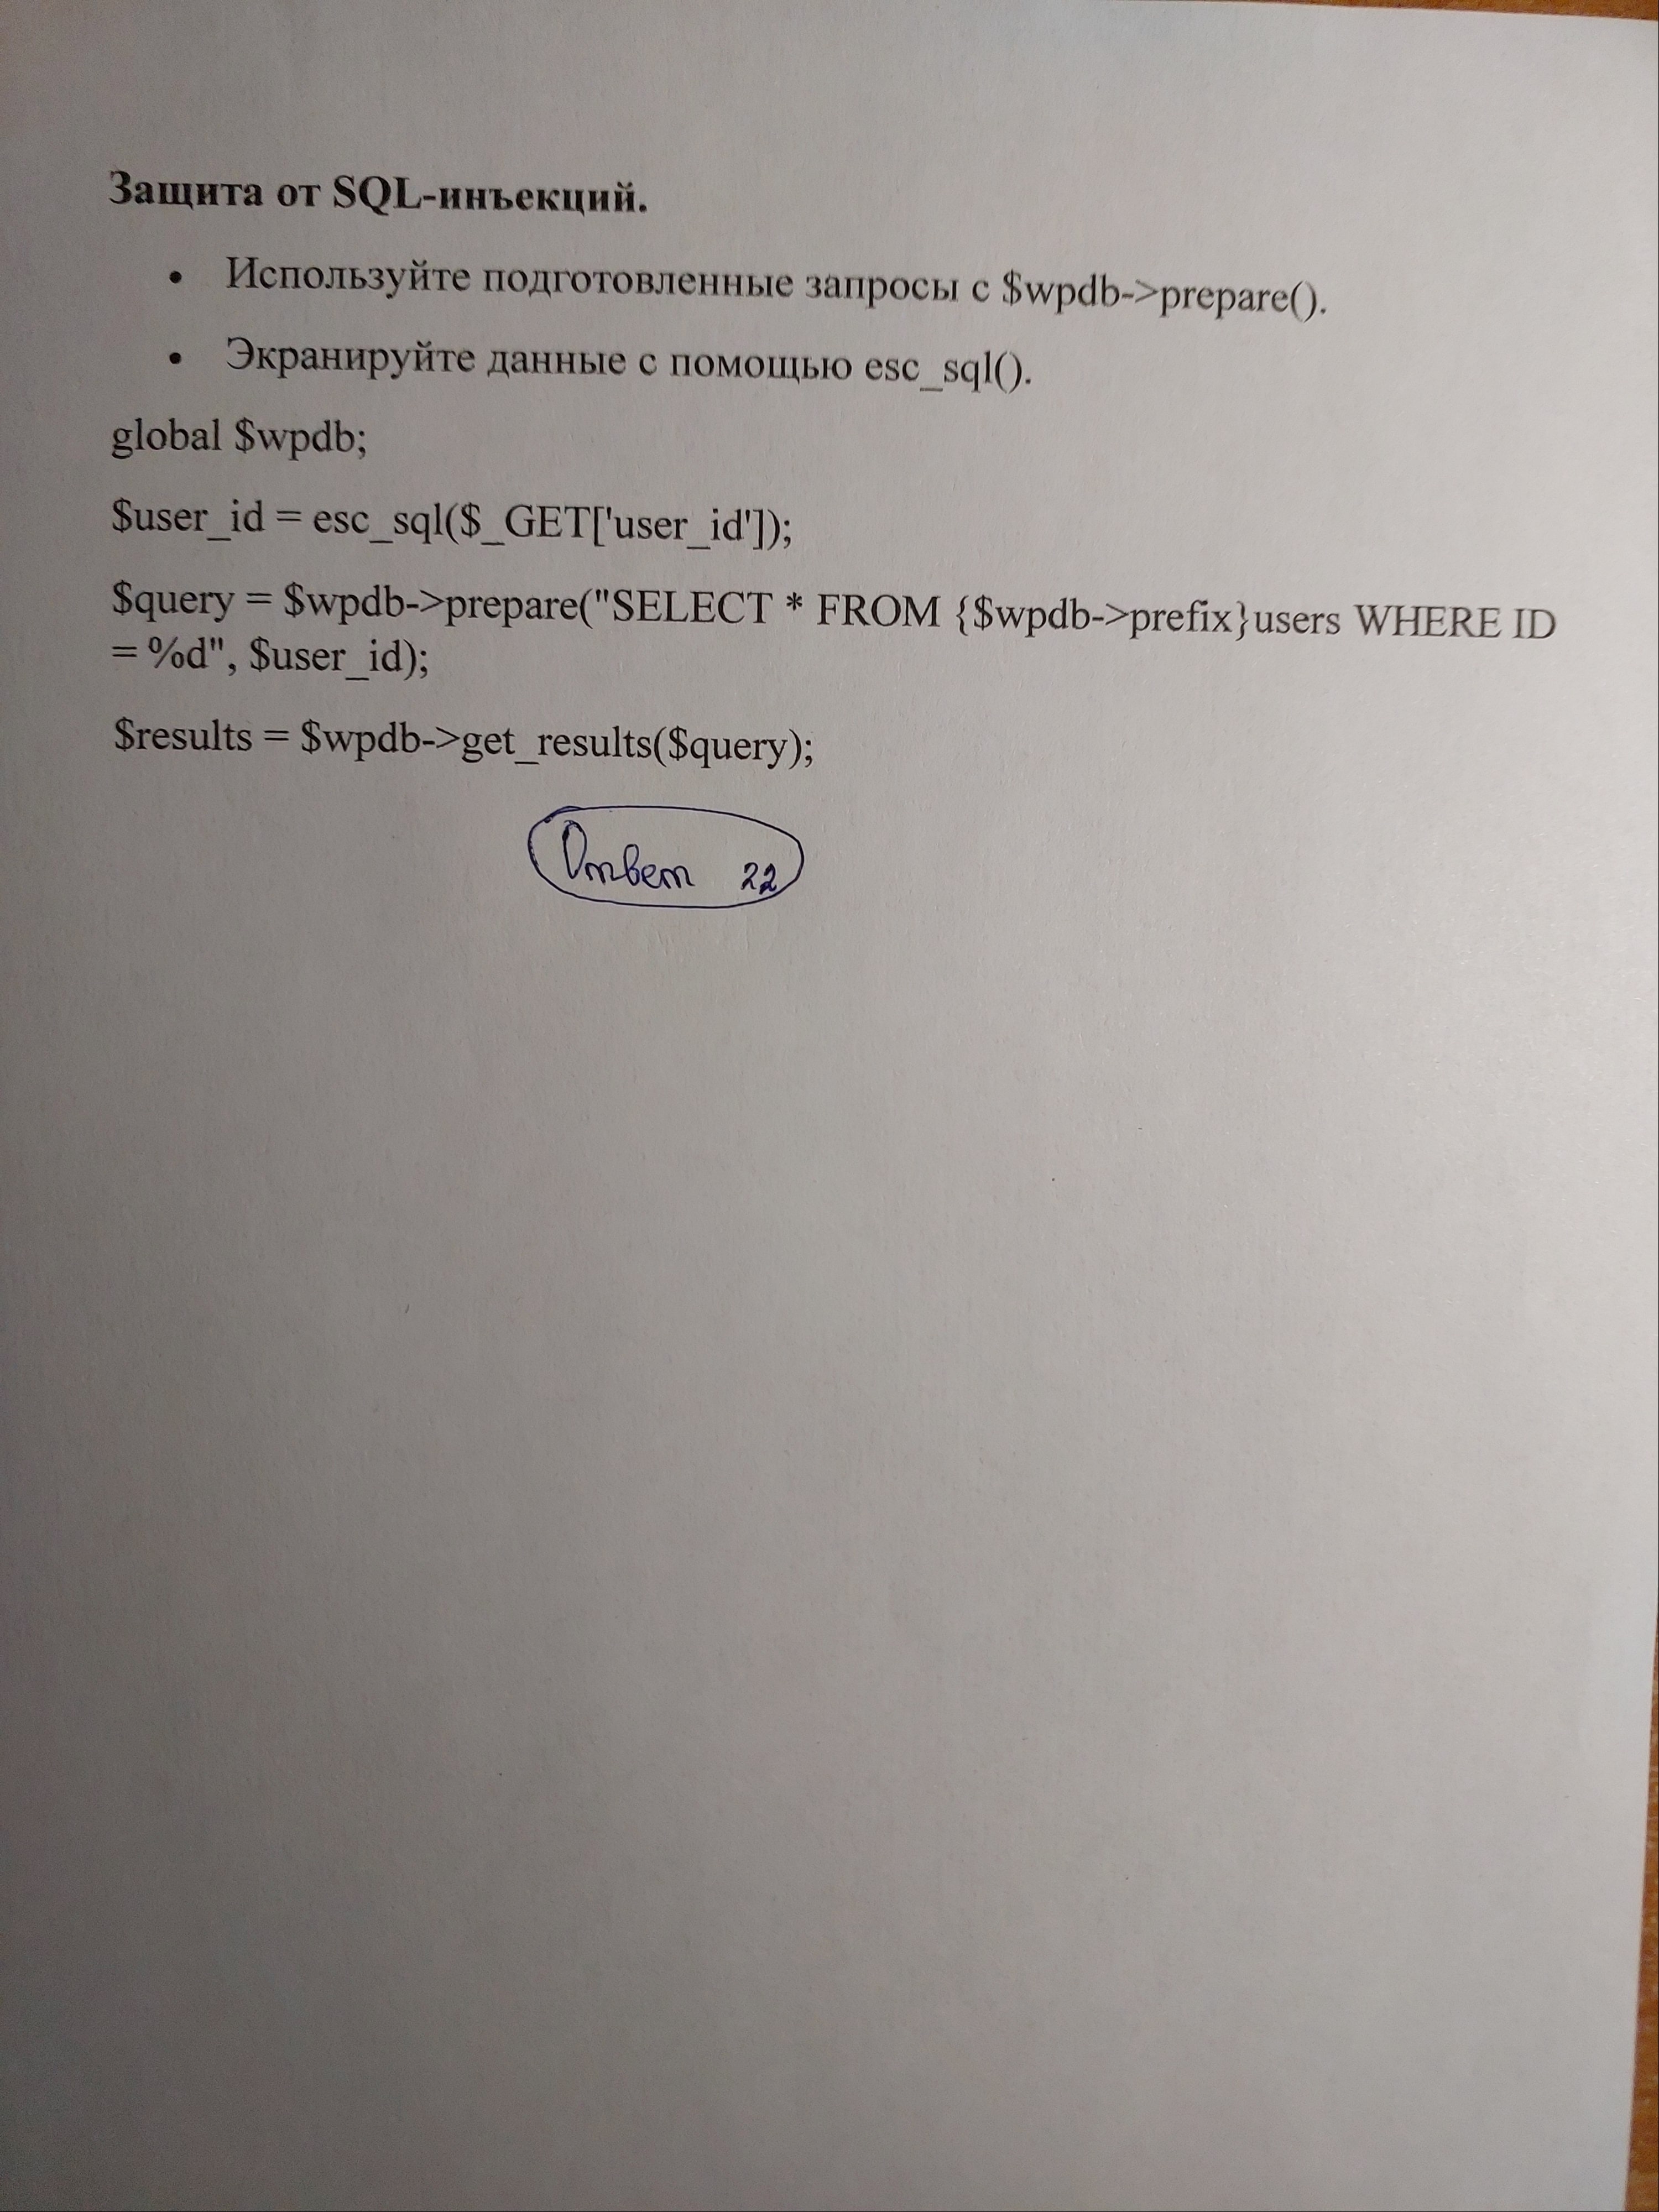 Защита от SQL-инъекций.
• Используйте подготовленные запросы с $wpdb->prepare().
• Экранируйте данные с помощью esc_sql().
global $wpdb;
$user_id = esc_sql($_GET['user_id']);
$query = $wpdb->prepare("SELECT * FROM {$wpdb->prefix}users WHERE ID
= %d", $user_id);
$results = $wpdb->get_results($query);
Ответ 22